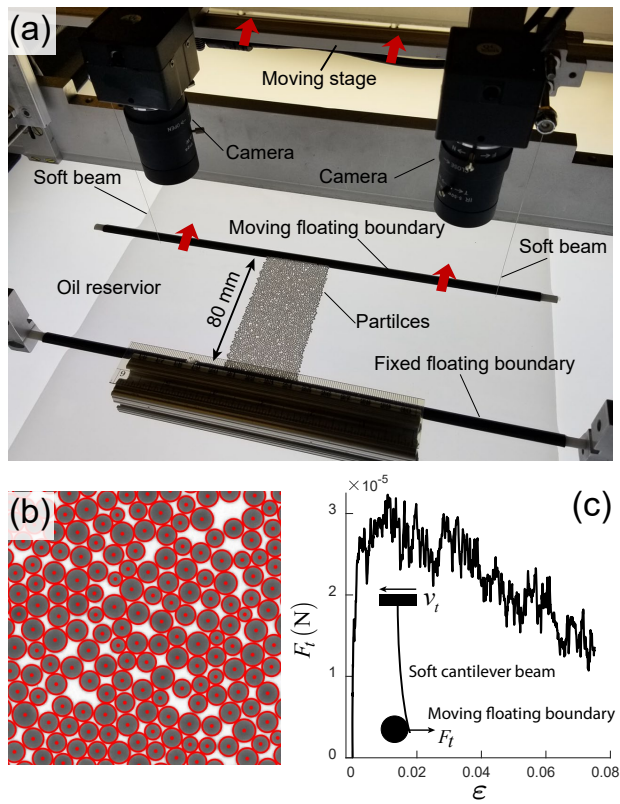 (a)
Moving stage
Camera
Camera
Soft beam
Moving floating boundary
Soft beam
Oil reservior
80 mm
Partilces
Fixed floating boundary
(b)
(c)
×10⁻⁵
3
2
1
0
F_t (N)
v_t
Soft cantilever beam
Moving floating boundary
F_t
0 0.02 0.04 0.06 0.08
ε